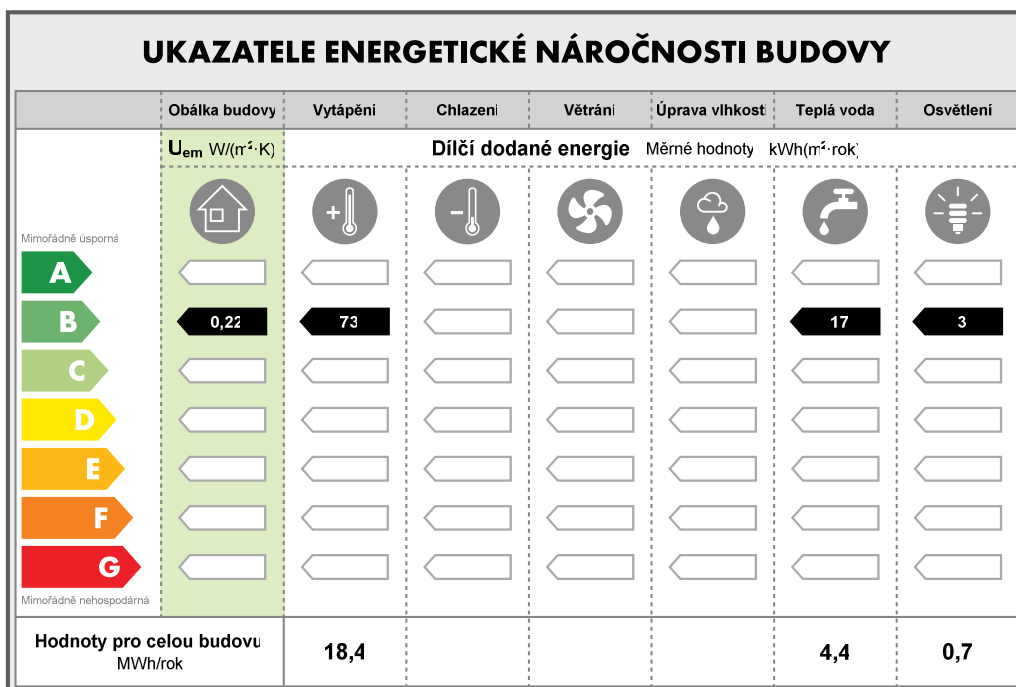 UKAZATELE ENERGETICKÉ NÁROČNOSTI BUDOVY
Obálka budovy Vytápění Chlazení Větrání Úprava vlhkosti Teplá voda Osvětlení
Uem W/(m²·K) Dílčí dodané energie Měrné hodnoty kWh(m²·rok)
+ −
Mimořádně úsporná
A
B 0,22 73 17 3
C
D
E
F
G
Mimořádně nehospodárná
Hodnoty pro celou budovu 18,4 4,4 0,7
MWh/rok